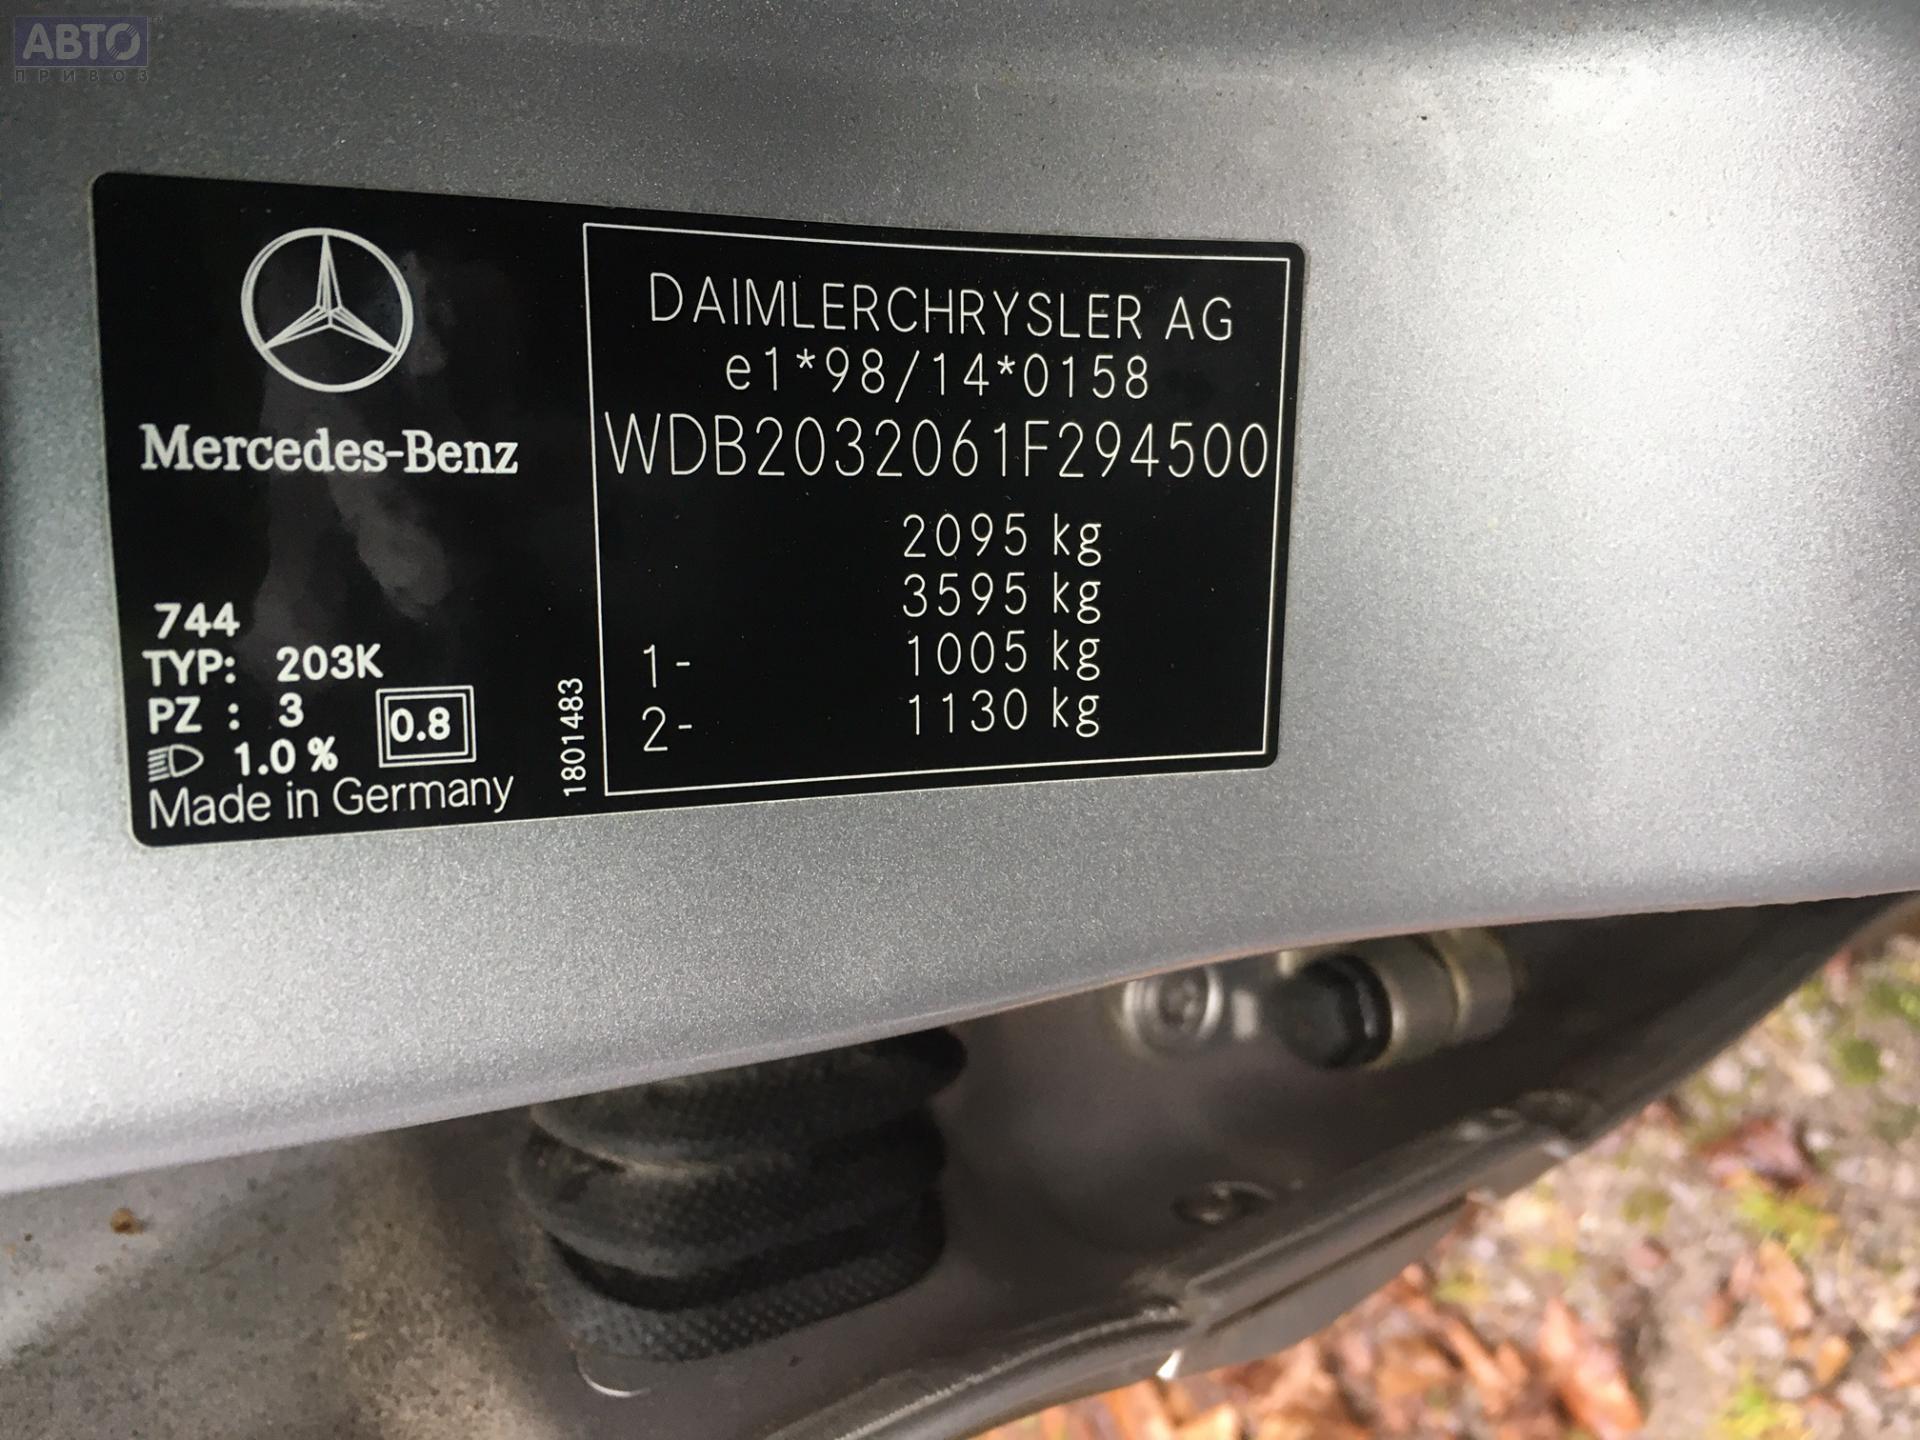 АВТО
ПРИВОЗ
Mercedes-Benz
744
TYP: 203K
PZ : 3
0.8
1.0 %
Made in Germany
1801483
DAIMLERCHRYSLER AG
e1*98/14*0158
WDB2032061F294500
2095 kg
3595 kg
1- 1005 kg
2- 1130 kg